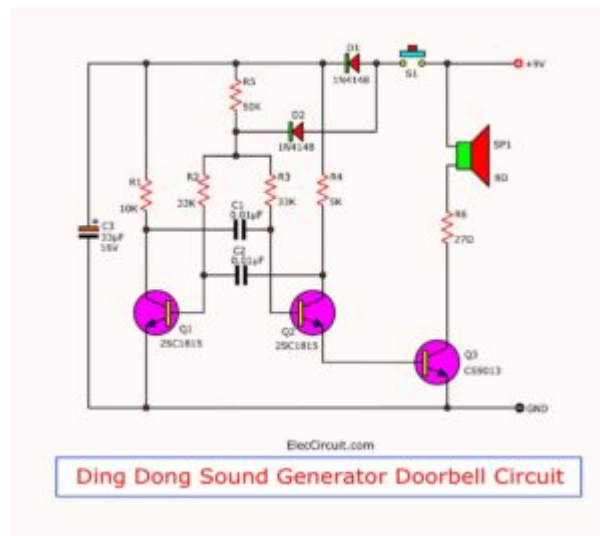 D1
1N4148
S1
+9V
R5
50K
D2
1N4148
SP1
8Ω
R1
10K
R2
33K
R3
33K
R4
5K
C1
0.01µF
C2
0.01µF
R6
27Ω
+
C3
33µF
16V
Q1
2SC1815
Q2
2SC1815
Q3
CS9013
GND
ElecCircuit.com
Ding Dong Sound Generator Doorbell Circuit